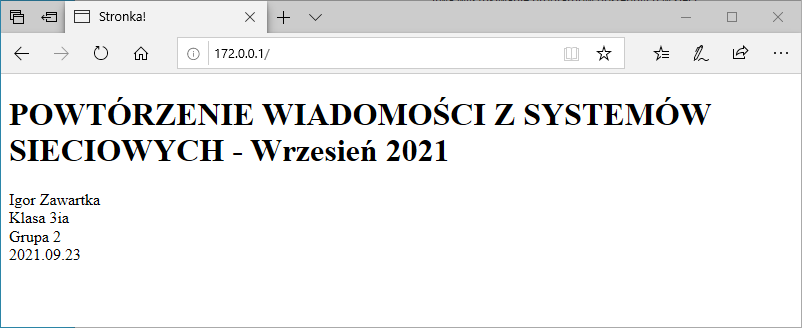 Stronka!
172.0.0.1/
POWTÓRZENIE WIADOMOŚCI Z SYSTEMÓW
SIECIOWYCH - Wrzesień 2021
Igor Zawartka
Klasa 3ia
Grupa 2
2021.09.23